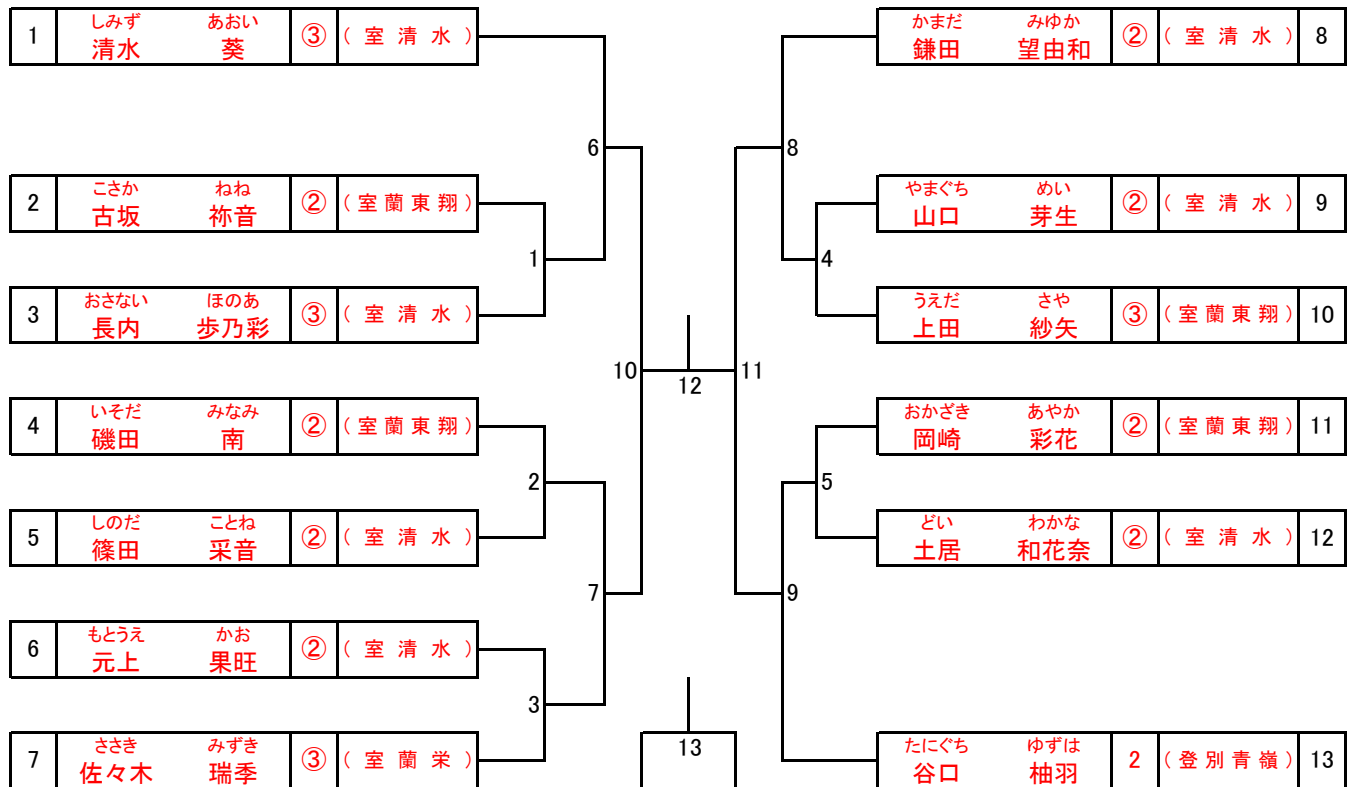 1 しみず あおい
清水 葵 ③ (室清水)
2 こさか ねね
古坂 祢音 ② (室蘭東翔)
3 おさない ほのあ
長内 歩乃彩 ③ (室清水)
4 いそだ みなみ
磯田 南 ② (室蘭東翔)
5 しのだ ことね
篠田 采音 ② (室清水)
6 もとうえ かお
元上 果旺 ② (室清水)
7 ささき みずき
佐々木 瑞季 ③ (室蘭栄)
6
1
10
2
7
3
12
13
8
4
11
5
9
かまだ みゆか
鎌田 望由和 ② (室清水) 8
やまぐち めい
山口 芽生 ② (室清水) 9
うえだ さや
上田 紗矢 ③ (室蘭東翔) 10
おかざき あやか
岡崎 彩花 ② (室蘭東翔) 11
どい わかな
土居 和花奈 ② (室清水) 12
たにぐち ゆずは
谷口 柚羽 2 (登別青嶺) 13